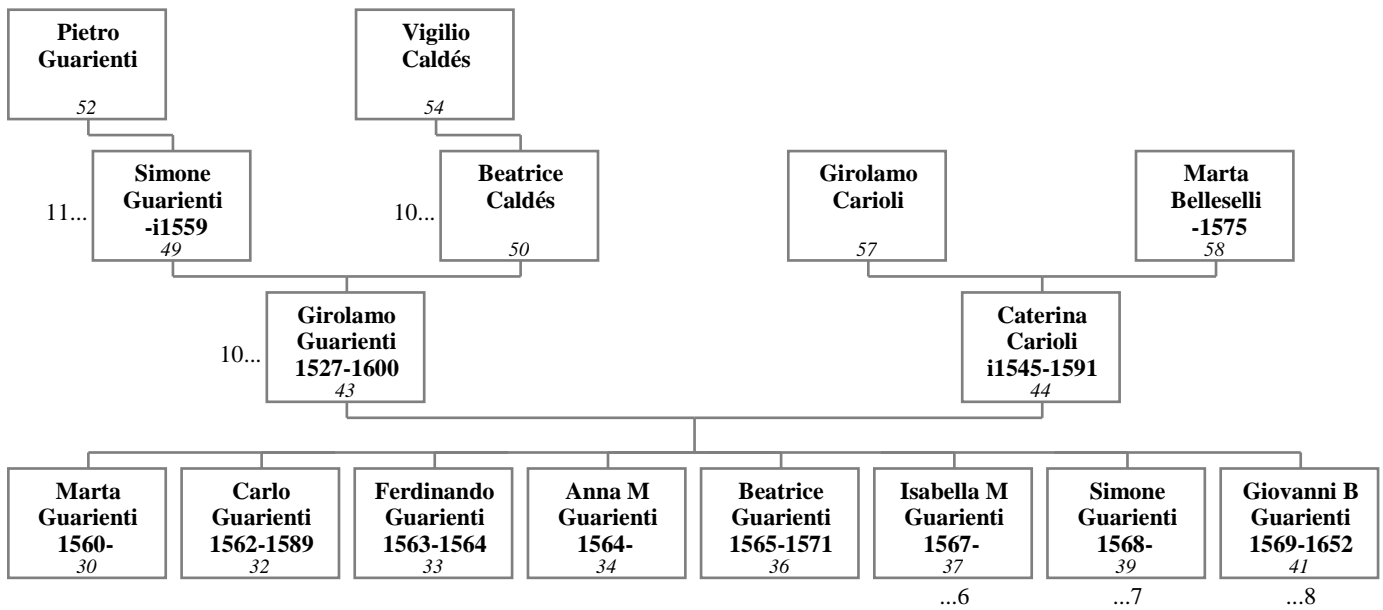 Pietro
Guarienti
52
Vigilio
Caldés
54
11...
Simone
Guarienti
-i1559
49
10...
Beatrice
Caldés
50
Girolamo
Carioli
57
Marta
Belleselli
-1575
58
10...
Girolamo
Guarienti
1527-1600
43
Caterina
Carioli
i1545-1591
44
Marta
Guarienti
1560-
30
Carlo
Guarienti
1562-1589
32
Ferdinando
Guarienti
1563-1564
33
Anna M
Guarienti
1564-
34
Beatrice
Guarienti
1565-1571
36
Isabella M
Guarienti
1567-
37
...6
Simone
Guarienti
1568-
39
...7
Giovanni B
Guarienti
1569-1652
41
...8